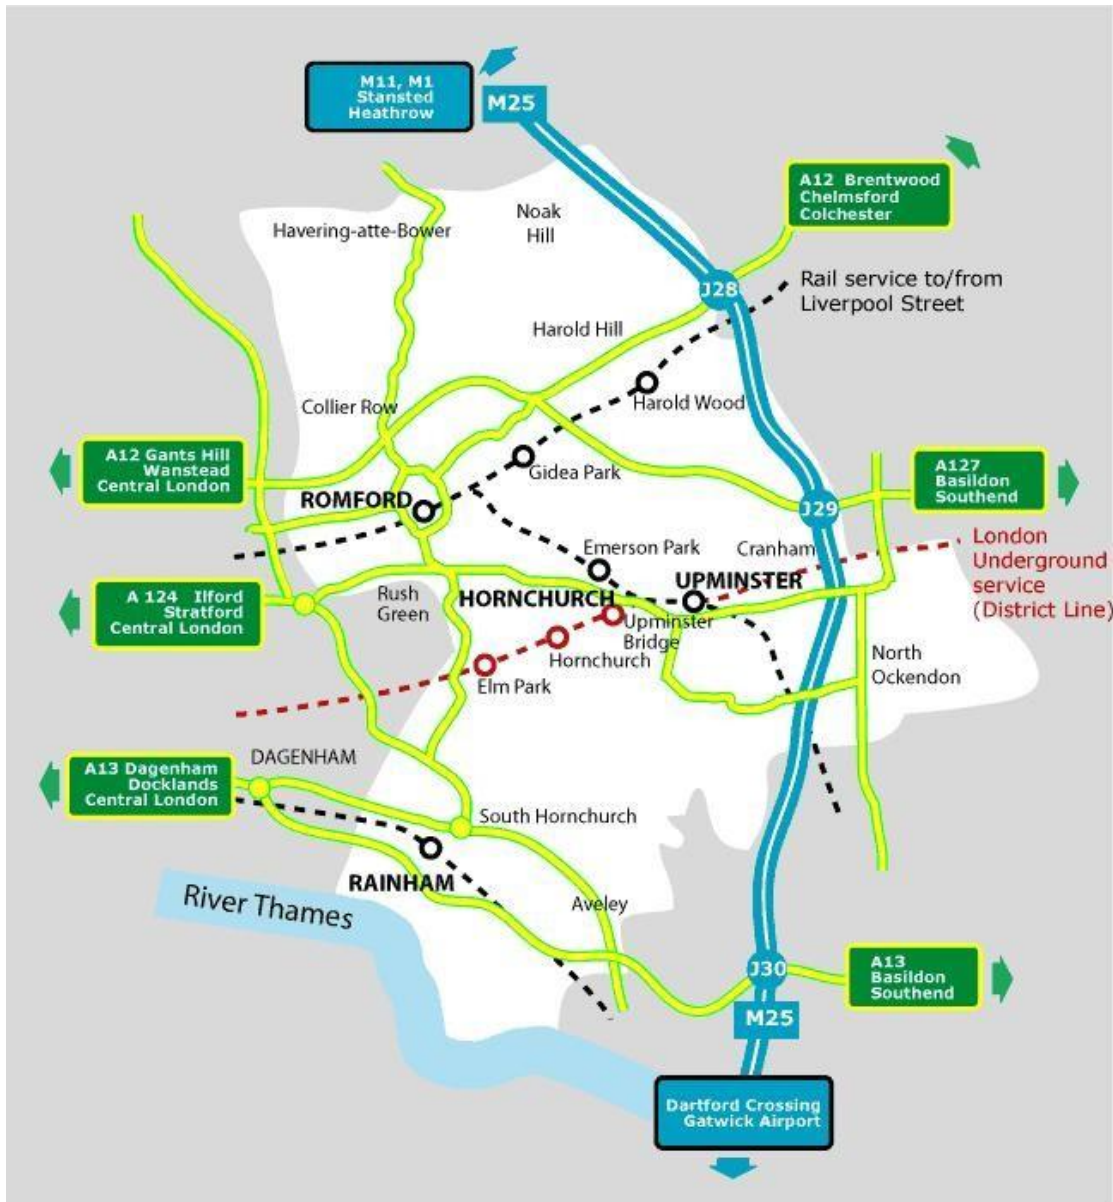 M11, M1
Stansted
Heathrow
M25
A12 Brentwood
Chelmsford
Colchester
Noak
Hill
Havering-atte-Bower
J28
Rail service to/from
Liverpool Street
Harold Hill
Collier Row
Harold Wood
A12 Gants Hill
Wanstead
Central London
Gidea Park
A127
Basildon
Southend
ROMFORD
J29
London
Underground
service
(District Line)
Emerson Park
Cranham
UPMINSTER
A 124 Ilford
Stratford
Central London
Rush
Green
HORNCHURCH
Upminster
Bridge
Hornchurch
Elm Park
North
Ockendon
DAGENHAM
A13 Dagenham
Docklands
Central London
South Hornchurch
RAINHAM
River Thames
Aveley
J30
A13
Basildon
Southend
M25
Dartford Crossing
Gatwick Airport